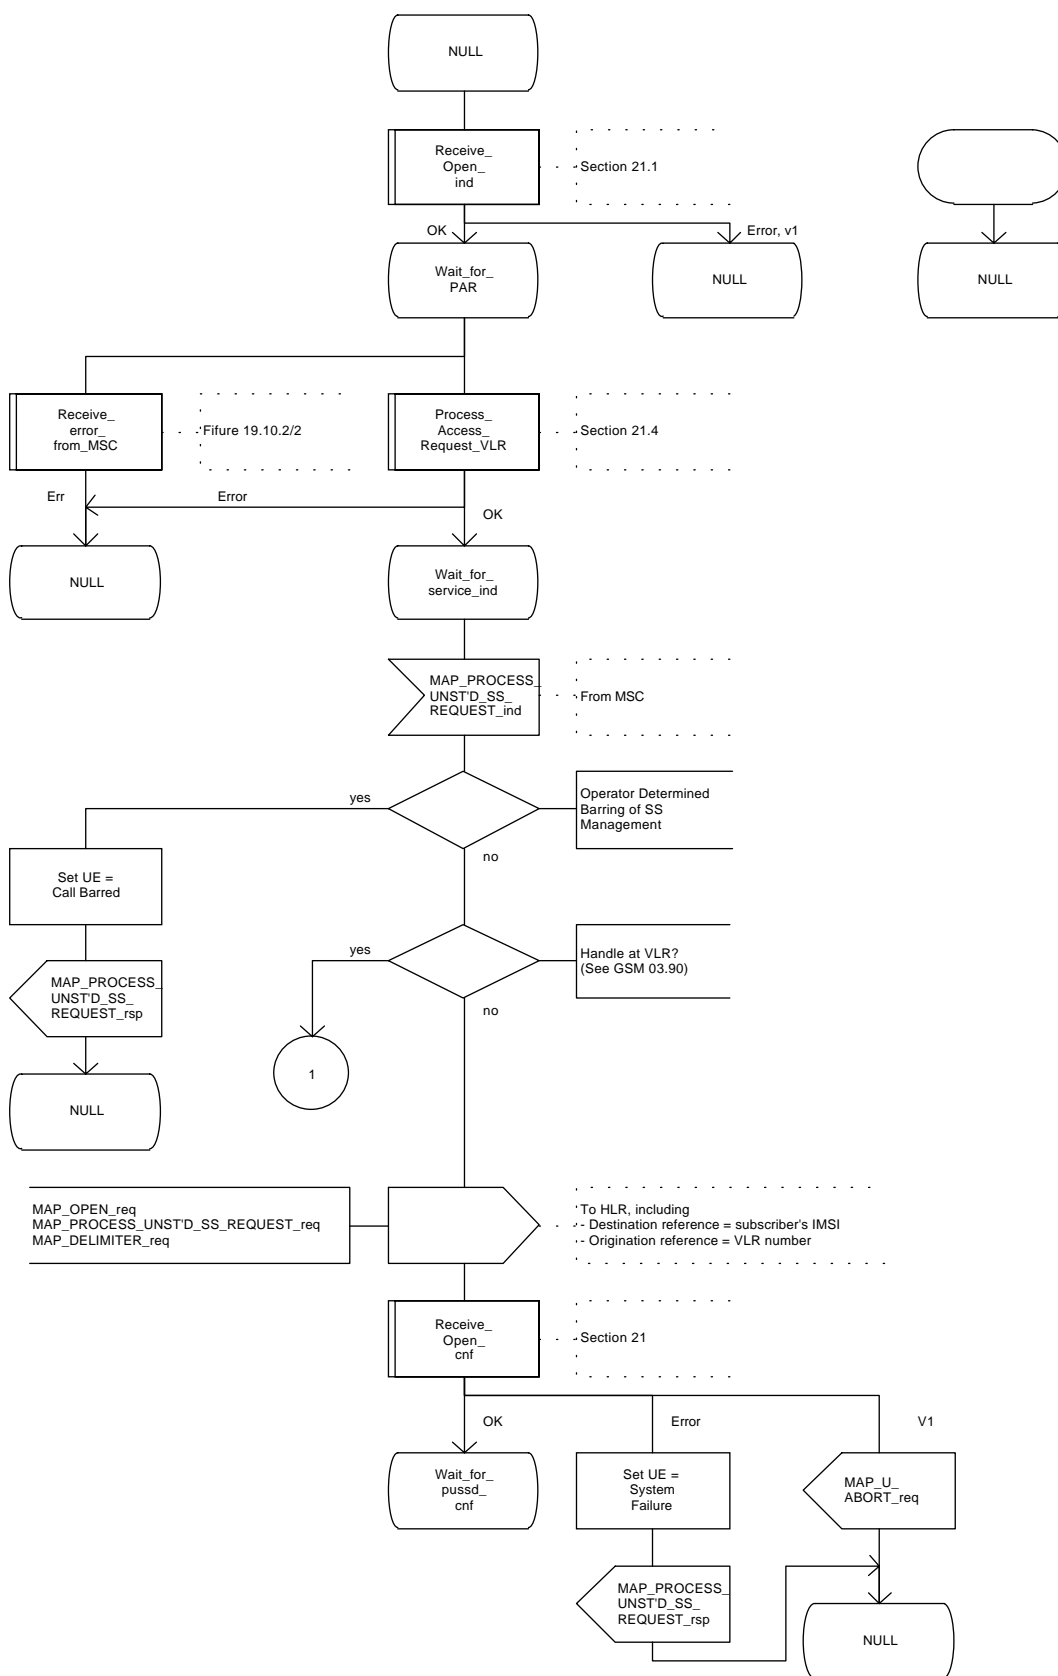 NULL
Receive_
Open_
ind
Section 21.1
OK
Error, v1
Wait_for_
PAR
NULL
NULL
Receive_
error_
from_MSC
Fifure 19.10.2/2
Process_
Access_
Request_VLR
Section 21.4
Err
Error
OK
NULL
Wait_for_
service_ind
MAP_PROCESS_
UNST'D_SS_
REQUEST_ind
From MSC
yes
Operator Determined
Barring of SS
Management
no
Set UE =
Call Barred
yes
Handle at VLR?
(See GSM 03.90)
no
MAP_PROCESS_
UNST'D_SS_
REQUEST_rsp
1
NULL
MAP_OPEN_req
MAP_PROCESS_UNST'D_SS_REQUEST_req
MAP_DELIMITER_req
To HLR, including
- Destination reference = subscriber's IMSI
- Origination reference = VLR number
Receive_
Open_
cnf
Section 21
OK
Error
V1
Wait_for_
pussd_
cnf
Set UE =
System
Failure
MAP_U_
ABORT_req
MAP_PROCESS_
UNST'D_SS_
REQUEST_rsp
NULL